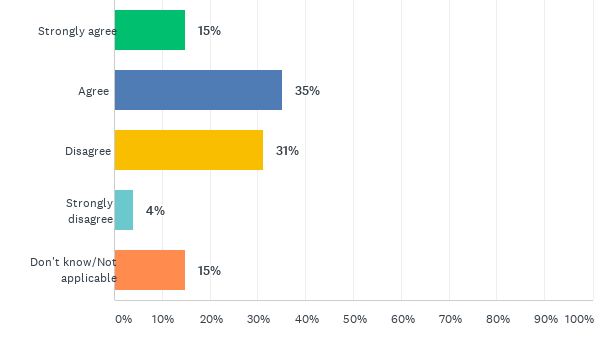 Strongly agree 15%
Agree 35%
Disagree 31%
Strongly
disagree 4%
Don't know/Not
applicable 15%
0% 10% 20% 30% 40% 50% 60% 70% 80% 90% 100%